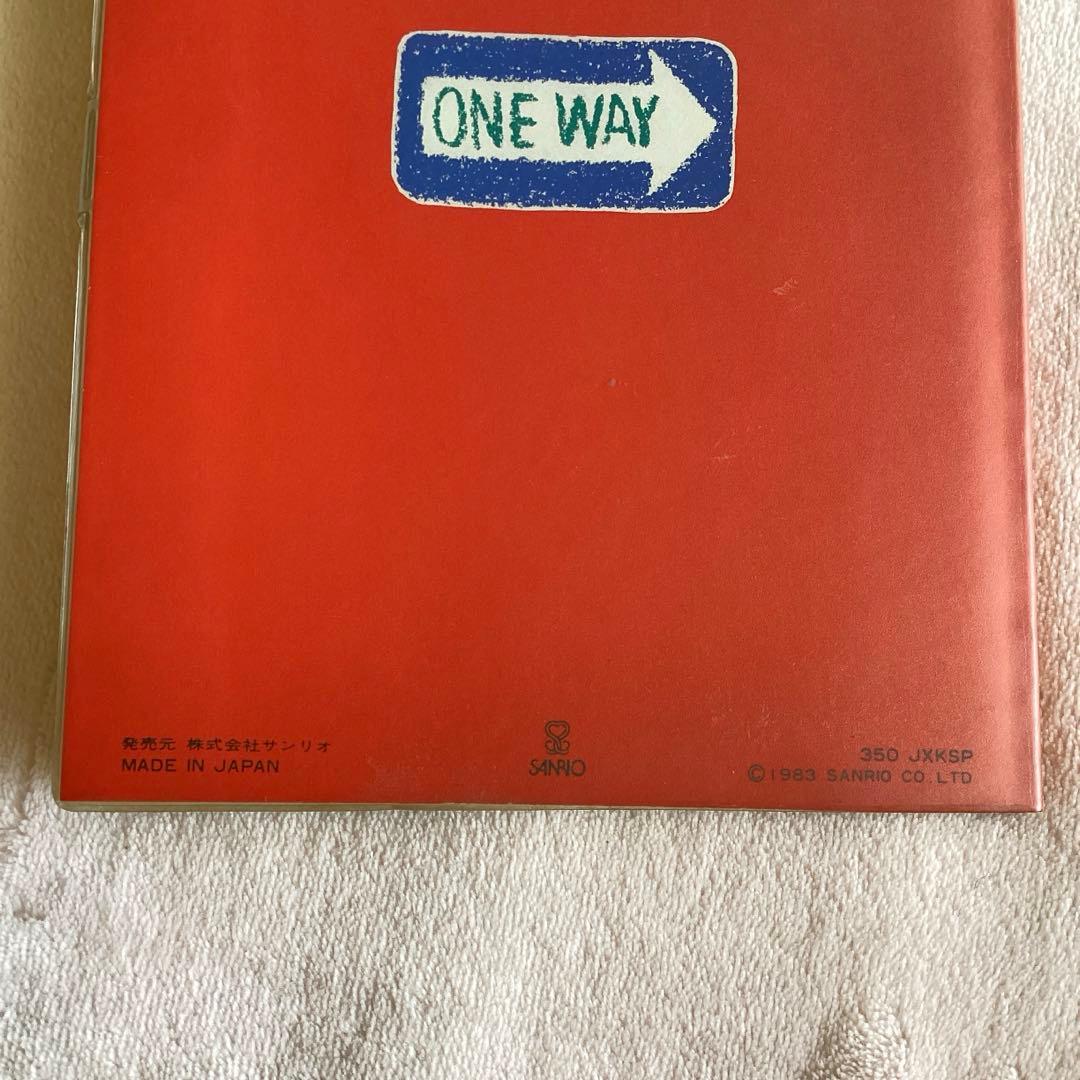 ONE WAY
発売元 株式会社サンリオ
MADE IN JAPAN
SANRIO
350 JXKSP
©1983 SANRIO CO.LTD